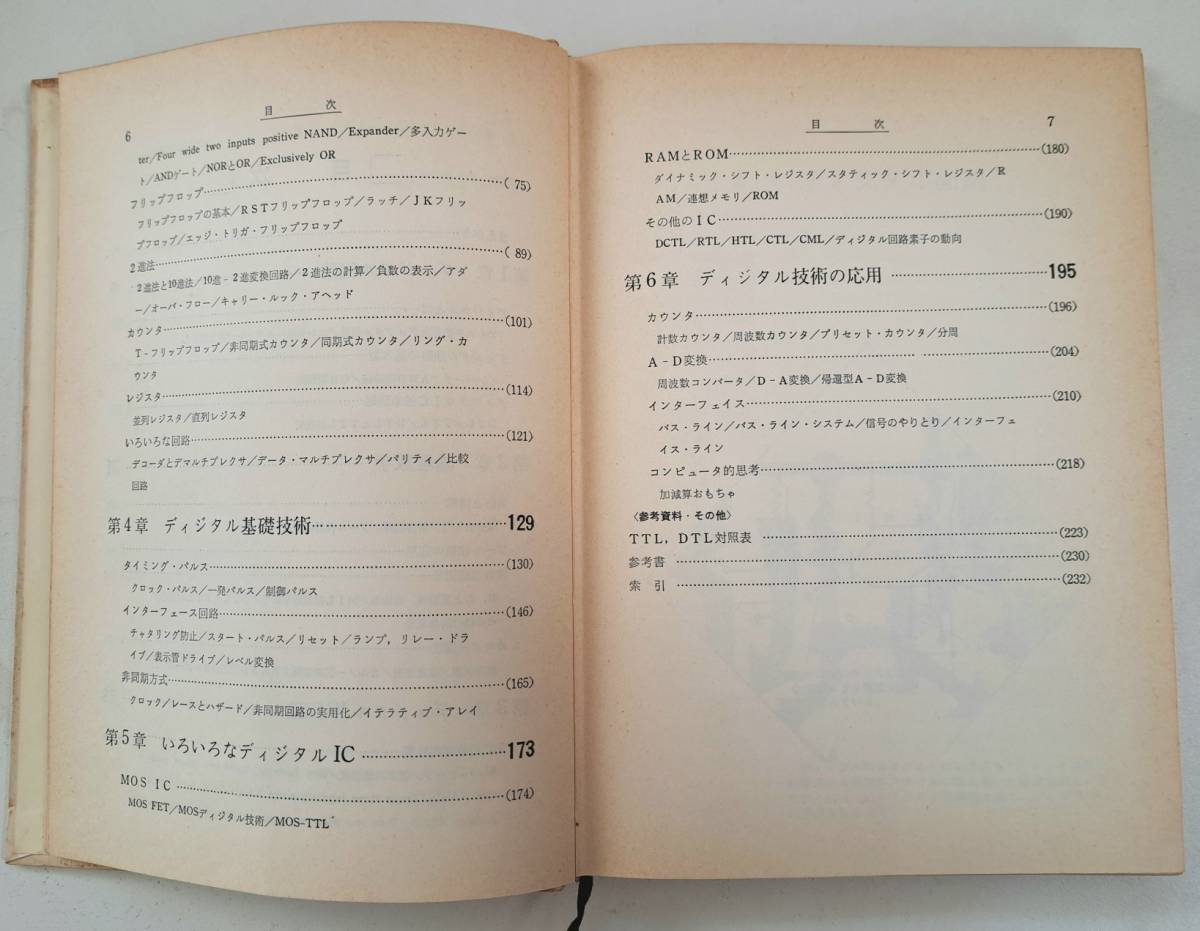 目　次
6
ter/Four wide two inputs positive NAND/Expander/多入力ゲー
ト/ANDゲート/NORとOR/Exclusively OR
フリップフロップ……( 75)
フリップフロップの基本/RSTフリップフロップ/ラッチ/JKフリッ
プフロップ/エッジ・トリガ・フリップフロップ
2進法……( 89)
2進法と10進法/10進-2進変換回路/2進法の計算/負数の表示/アダ
ー/オーバ・フロー/キャリー・ルック・アヘッド
カウンタ……(101)
T-フリップフロップ/非同期式カウンタ/同期式カウンタ/リング・カ
ウンタ
レジスタ……(114)
並列レジスタ/直列レジスタ
いろいろな回路……(121)
デコーダとデマルチプレクサ/データ・マルチプレクサ/パリティ/比較
回路
第4章　ディジタル基礎技術……129
タイミング・パルス……(130)
クロック・パルス/一発パルス/制御パルス
インターフェース回路……(146)
チャタリング防止/スタート・パルス/リセット/ランプ，リレー・ドラ
イブ/表示管ドライブ/レベル変換
非同期方式……(165)
クロック/レースとハザード/非同期回路の実用化/イテラティブ・アレイ
第5章　いろいろなディジタルIC……173
MOS IC……(174)
MOS FET/MOSディジタル技術/MOS-TTL
目　次
7
RAMとROM……(180)
ダイナミック・シフト・レジスタ/スタティック・シフト・レジスタ/R
AM/連想メモリ/ROM
その他のIC……(190)
DCTL/RTL/HTL/CTL/CML/ディジタル回路素子の動向
第6章　ディジタル技術の応用……195
カウンタ……(196)
計数カウンタ/周波数カウンタ/プリセット・カウンタ/分周
A-D変換……(204)
周波数コンバータ/D-A変換/帰還型A-D変換
インターフェイス……(210)
バス・ライン/バス・ライン・システム/信号のやりとり/インターフェ
イス・ライン
コンピュータ的思考……(218)
加減算おもちゃ
〈参考資料・その他〉
TTL，DTL対照表……(223)
参考書……(230)
索　引……(232)